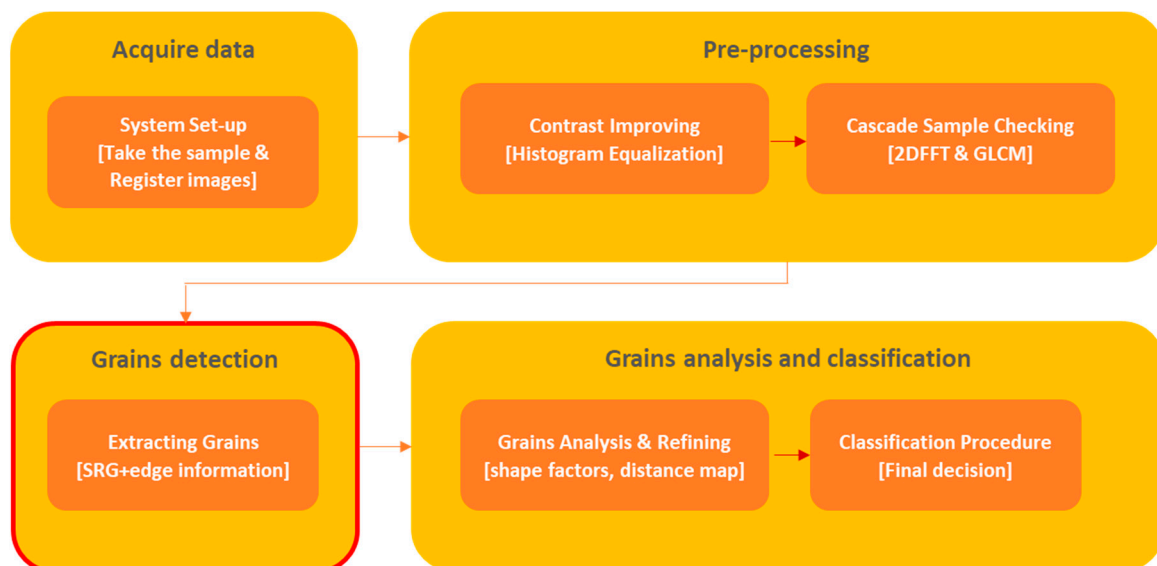 Acquire data
System Set-up
[Take the sample &
Register images]
Pre-processing
Contrast Improving
[Histogram Equalization]
Cascade Sample Checking
[2DFFT & GLCM]
Grains detection
Extracting Grains
[SRG+edge information]
Grains analysis and classification
Grains Analysis & Refining
[shape factors, distance map]
Classification Procedure
[Final decision]